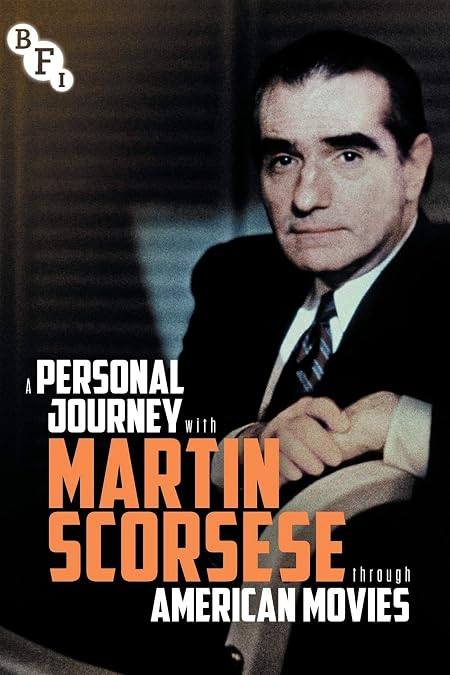 BFI
A PERSONAL
JOURNEY with
MARTIN
SCORSESE through
AMERICAN MOVIES